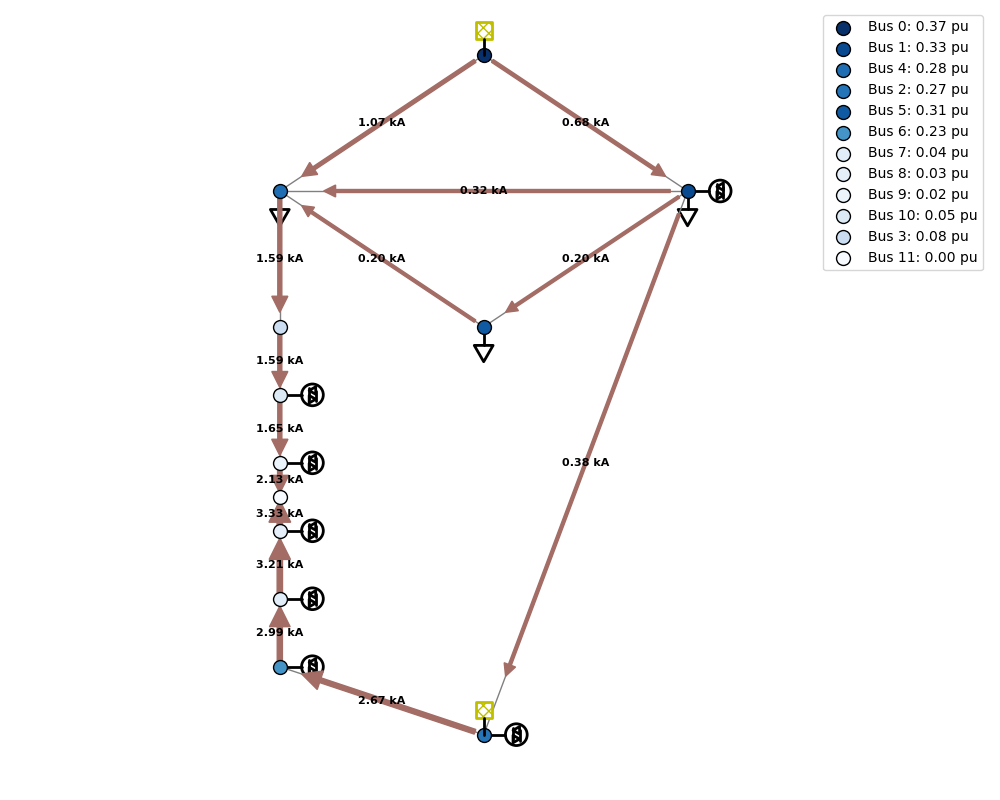 Bus 0: 0.37 pu
Bus 1: 0.33 pu
Bus 4: 0.28 pu
Bus 2: 0.27 pu
Bus 5: 0.31 pu
Bus 6: 0.23 pu
Bus 7: 0.04 pu
Bus 8: 0.03 pu
Bus 9: 0.02 pu
Bus 10: 0.05 pu
Bus 3: 0.08 pu
Bus 11: 0.00 pu
1.07 kA
0.68 kA
0.32 kA
1.59 kA
0.20 kA
0.20 kA
1.59 kA
1.65 kA
0.38 kA
2.13 kA
3.33 kA
3.21 kA
2.99 kA
2.67 kA